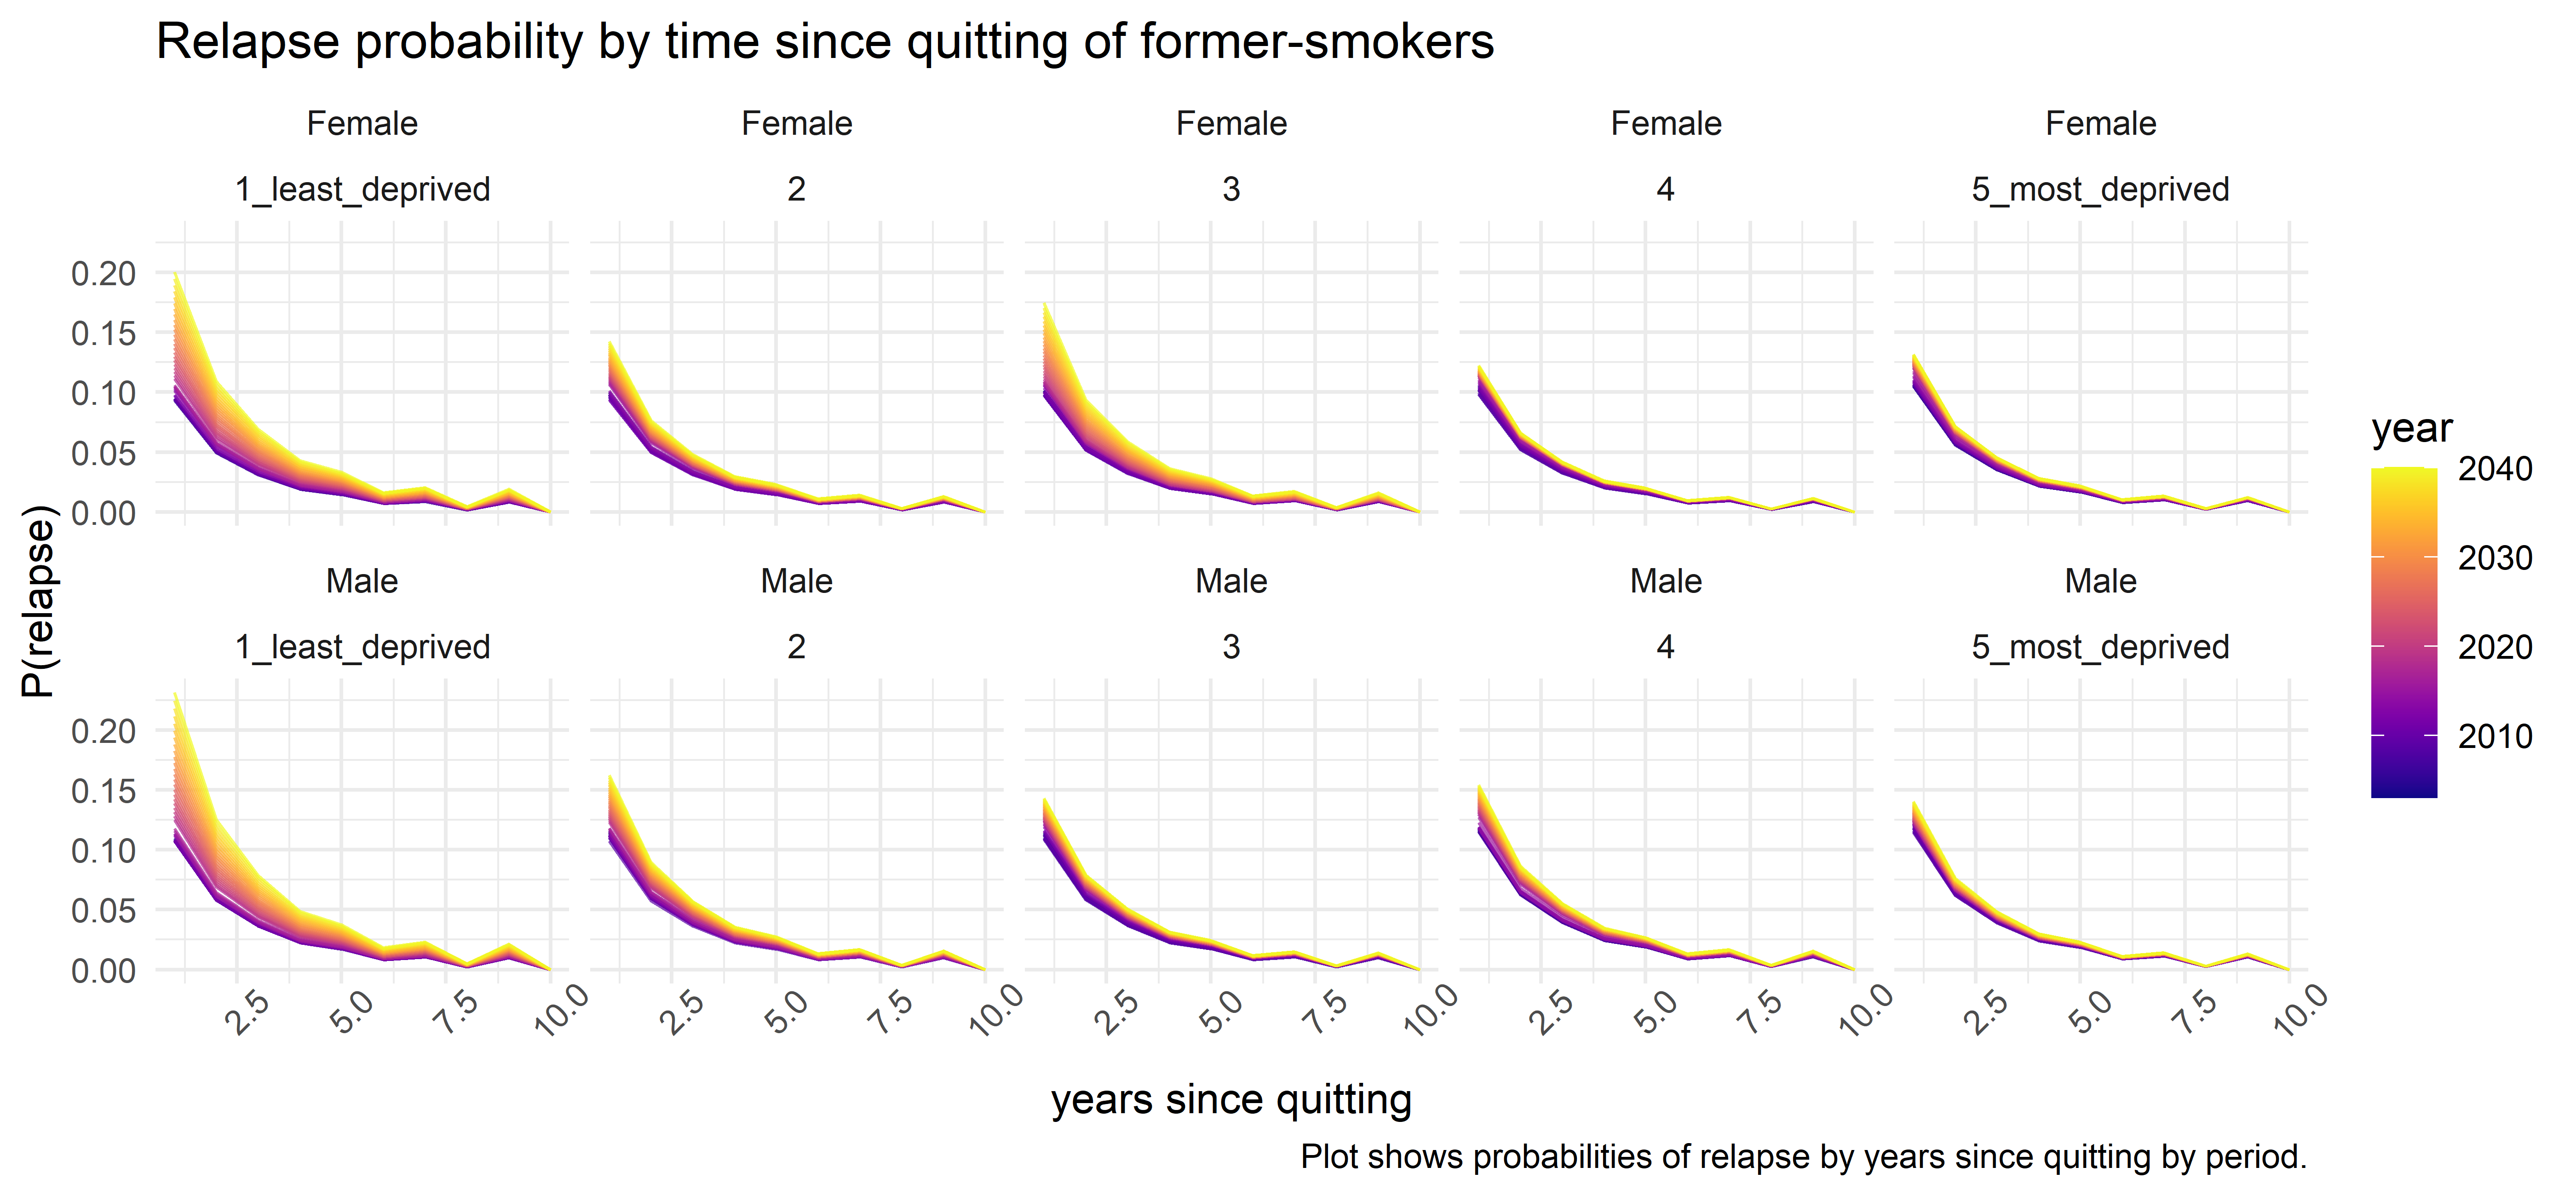 Relapse probability by time since quitting of former-smokers
Female Female Female Female Female
1_least_deprived 2 3 4 5_most_deprived
0.20
0.15
0.10
0.05
0.00
Male Male Male Male Male
1_least_deprived 2 3 4 5_most_deprived
0.20
0.15
0.10
0.05
0.00
P(relapse)
2.5 5.0 7.5 10.0 2.5 5.0 7.5 10.0 2.5 5.0 7.5 10.0 2.5 5.0 7.5 10.0 2.5 5.0 7.5 10.0
years since quitting
year
2040
2030
2020
2010
Plot shows probabilities of relapse by years since quitting by period.